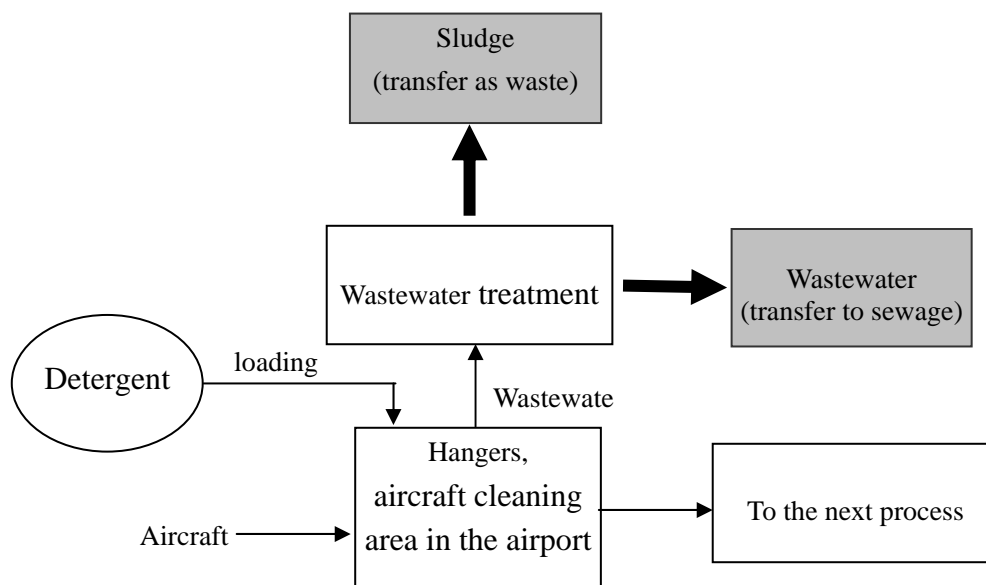 Sludge
(transfer as waste)
Wastewater treatment
Wastewater
(transfer to sewage)
Detergent
loading
Wastewate
Hangers,
aircraft cleaning
area in the airport
Aircraft
To the next process